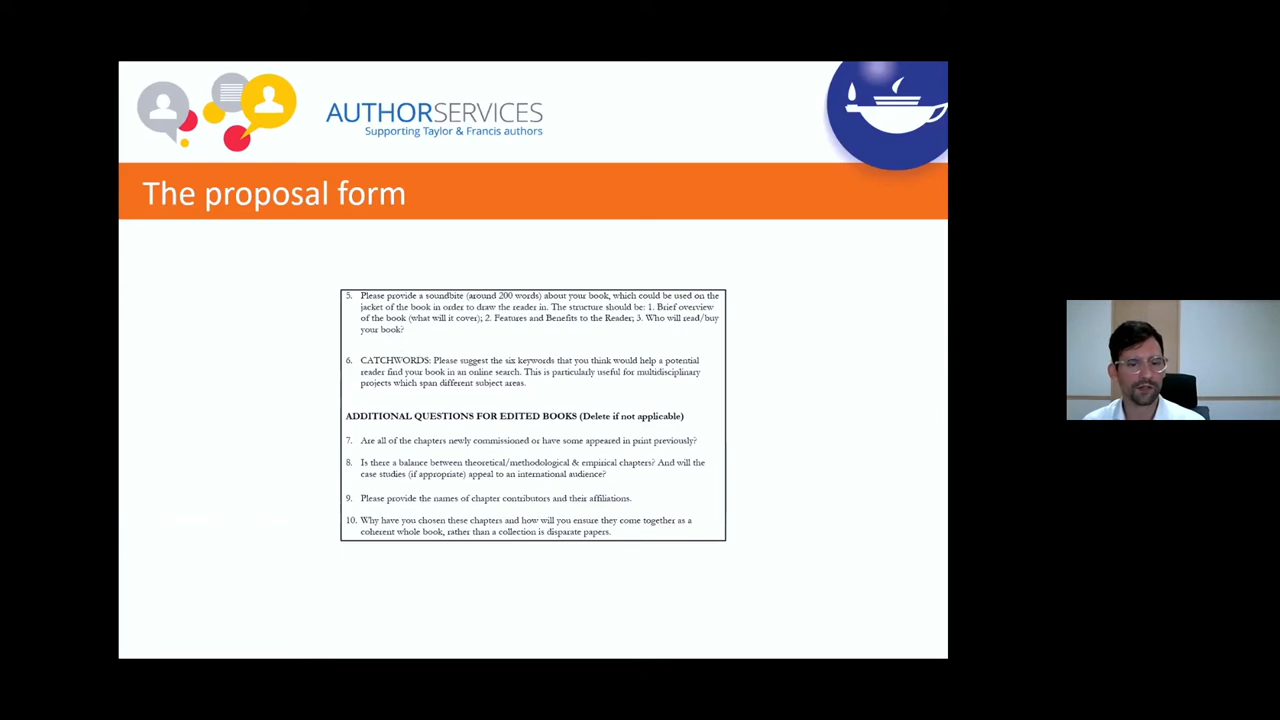 AUTHORSERVICES
Supporting Taylor & Francis authors
The proposal form
5. Please provide a soundbite (around 200 words) about your book, which could be used on the
jacket of the book in order to draw the reader in. The structure should be: 1. Brief overview
of the book (what will it cover); 2. Features and Benefits to the Reader; 3. Who will read/buy
your book?
6. CATCHWORDS: Please suggest the six keywords that you think would help a potential
reader find your book in an online search. This is particularly useful for multidisciplinary
projects which span different subject areas.
ADDITIONAL QUESTIONS FOR EDITED BOOKS (Delete if not applicable)
7. Are all of the chapters newly commissioned or have some appeared in print previously?
8. Is there a balance between theoretical/methodological & empirical chapters? And will the
case studies (if appropriate) appeal to an international audience?
9. Please provide the names of chapter contributors and their affiliations.
10. Why have you chosen these chapters and how will you ensure they come together as a
coherent whole book, rather than a collection is disparate papers.